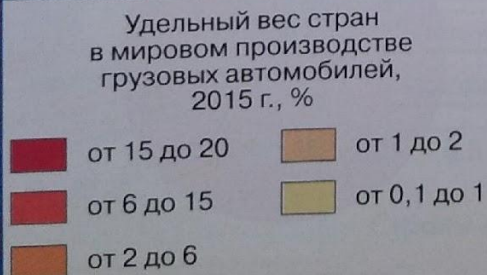 Удельный вес стран
в мировом производстве
грузовых автомобилей,
2015 г., %
от 15 до 20
от 6 до 15
от 2 до 6
от 1 до 2
от 0,1 до 1